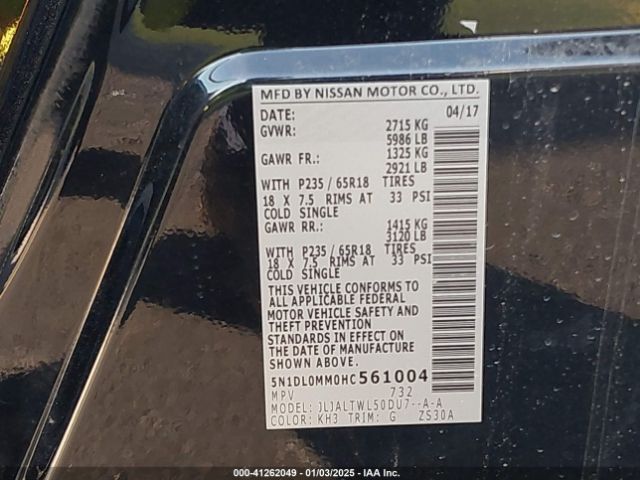 MFD BY NISSAN MOTOR CO., LTD.
DATE: 04/17
GVWR: 2715 KG
5986 LB
GAWR FR.: 1325 KG
2921 LB
WITH P235/65R18 TIRES
18 X 7.5 RIMS AT 33 PSI
COLD SINGLE
GAWR RR.: 1415 KG
3120 LB
WITH P235/65R18 TIRES
18 X 7.5 RIMS AT 33 PSI
COLD SINGLE
THIS VEHICLE CONFORMS TO
ALL APPLICABLE FEDERAL
MOTOR VEHICLE SAFETY AND
THEFT PREVENTION
STANDARDS IN EFFECT ON
THE DATE OF MANUFACTURE
5N1DL0MM0HC561004
MPV 732
MODEL: JLJALTWL50DU7--A-A
COLOR: KH3 TRIM: G ZS30A
000-41262049 - 01/03/2025 - IAA Inc.